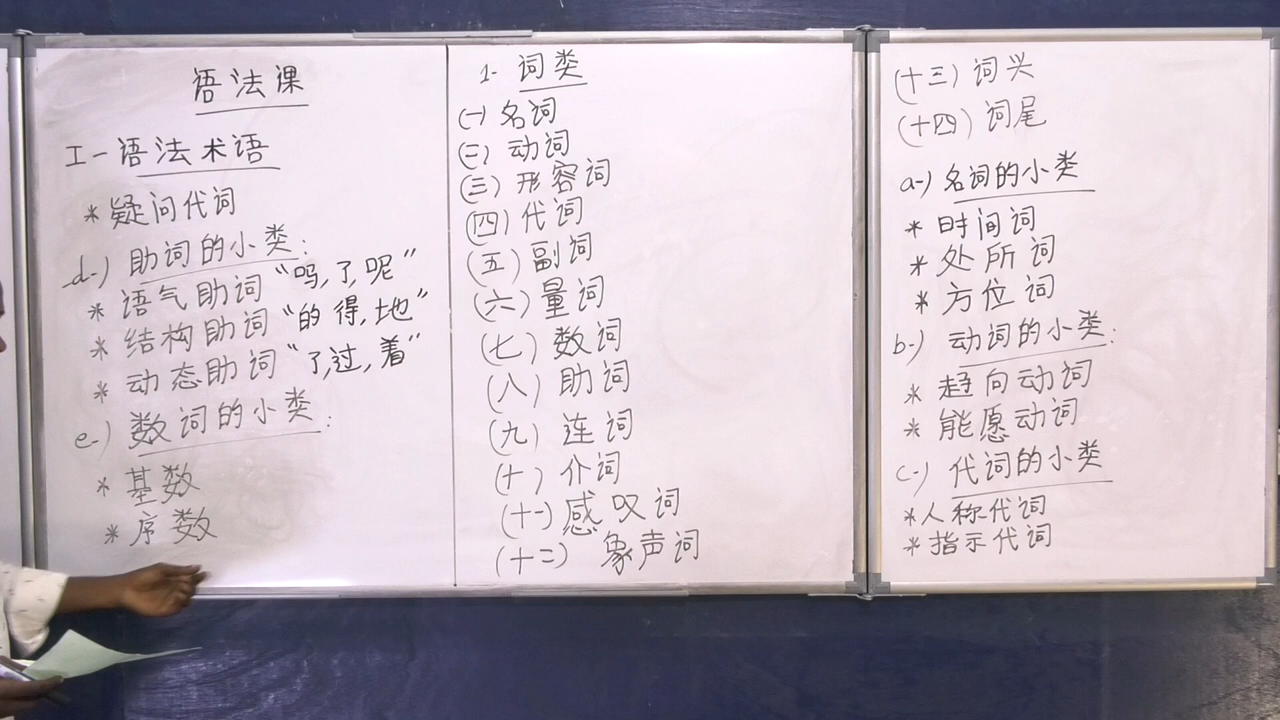 语法课
I-语法术语
* 疑问代词
d-) 助词的小类:
* 语气助词 "吗,了,呢"
* 结构助词 "的得,地"
* 动态助词 "了,过,着"
e-) 数词的小类:
* 基数
* 序数
1- 词类
(一) 名词
(二) 动词
(三) 形容词
(四) 代词
(五) 副词
(六) 量词
(七) 数词
(八) 助词
(九) 连词
(十) 介词
(十一) 感叹词
(十二) 象声词
(十三) 词兴
(十四) 词尾
a-) 名词的小类
* 时间词
* 处所词
* 方位词
b-) 动词的小类:
* 趋向动词
* 能愿动词
c-) 代词的小类
* 人称代词
* 指示代词